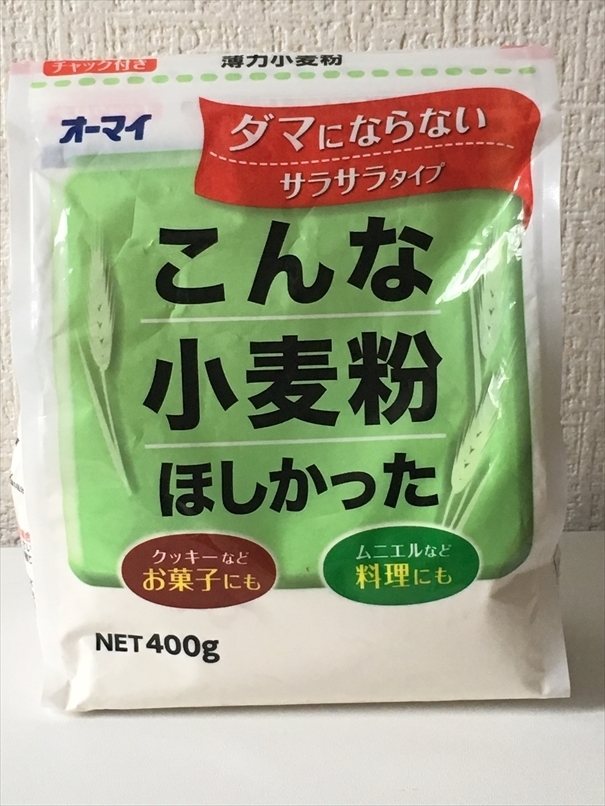 チャック付き
薄力小麦粉
オーマイ
ダマにならない
サラサラタイプ
こんな
小麦粉
ほしかった
クッキーなど
お菓子にも
ムニエルなど
料理にも
NET400g